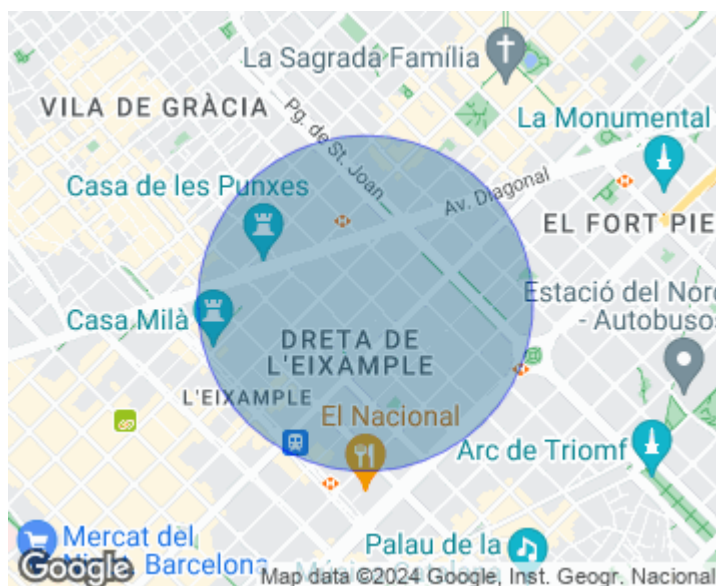 La Sagrada Família
VILA DE GRÀCIA
Pg. de St. Joan
La Monumental
Casa de les Punxes
Av. Diagonal
EL FORT PIE
Estació del Nord
- Autobuso
Casa Milà
DRETA DE
L'EIXAMPLE
L'EIXAMPLE
El Nacional
Arc de Triomf
Mercat del
Barcelona
Palau de la
Google
Map data ©2024 Google, Inst. Geogr. Nacional